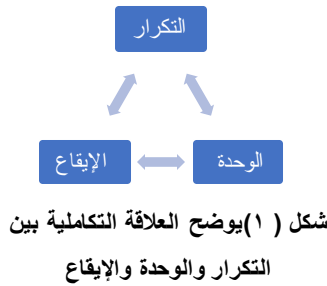 التكرار
الوحدة
الإيقاع
شكل ( ١)يوضح العلاقة التكاملية بين
التكرار والوحدة والإيقاع